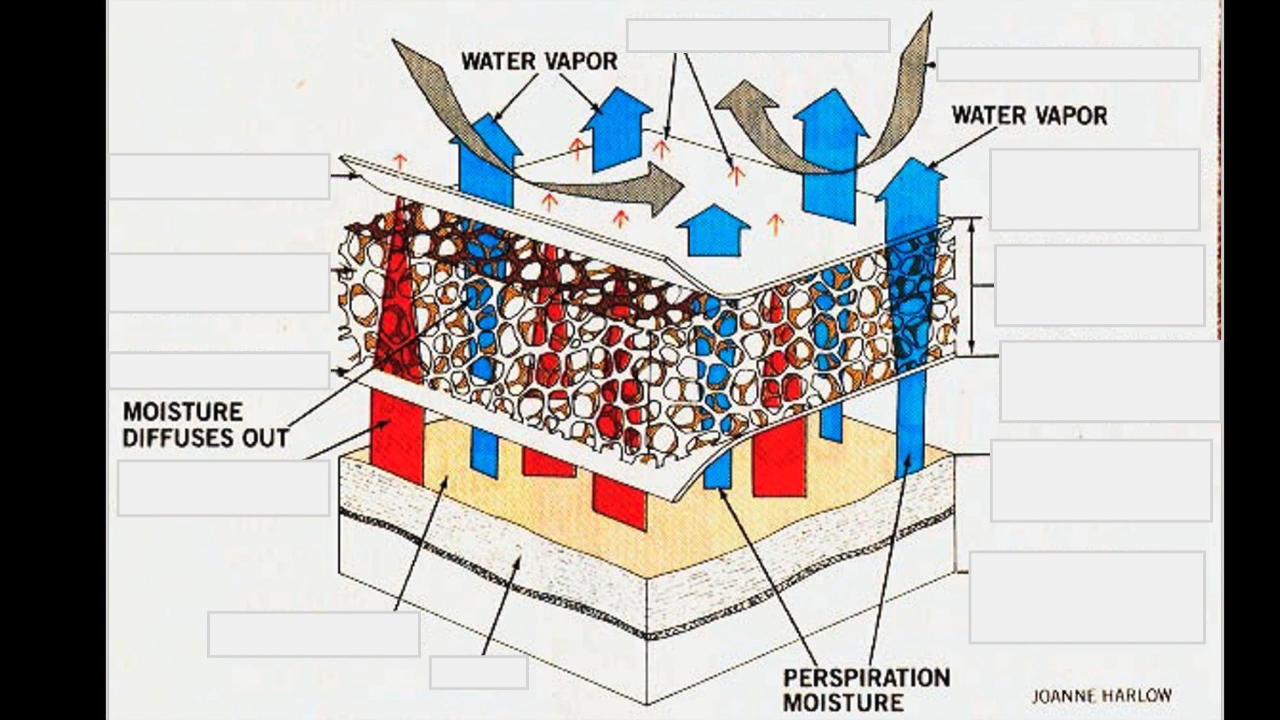 WATER VAPOR
WATER VAPOR
MOISTURE
DIFFUSES OUT
PERSPIRATION
MOISTURE
JOANNE HARLOW